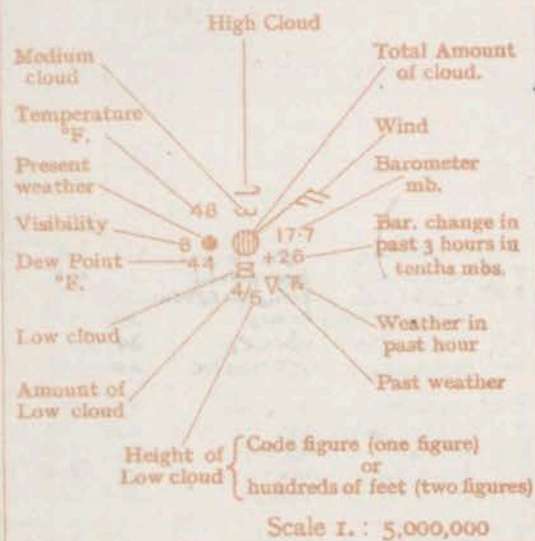 High Cloud
Medium cloud
Total Amount of cloud.
Temperature °F.
Wind
Present weather
Barometer mb.
48
Visibility
8
17·7
Bar. change in past 3 hours in tenths mbs.
Dew Point °F.
44
+26
4/5
Low cloud
Weather in past hour
Amount of Low cloud
Past weather
Height of Low cloud
Code figure (one figure)
or
hundreds of feet (two figures)
Scale 1. : 5,000,000